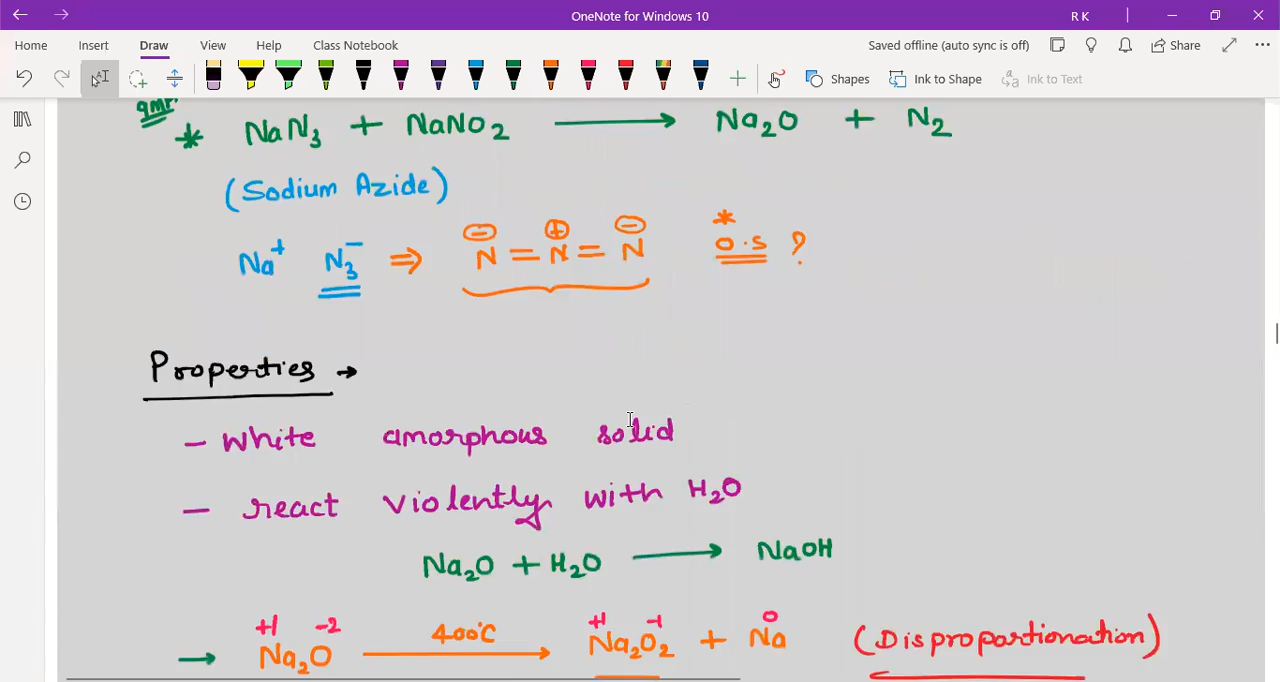 OneNote for Windows 10
R K
Home Insert Draw View Help Class Notebook
Saved offline (auto sync is off)
Share
Shapes
Ink to Shape
Ink to Text
Imp.
* NaN₃ + NaNO₂ ⟶ Na₂O + N₂
(Sodium Azide)
Na⁺ N₃⁻ ⇒ N = N = N * O.S ?
⊖ ⊕ ⊖
Properties →
- White amorphous solid
- react violently with H₂O
Na₂O + H₂O ⟶ NaOH
+1 -2 +1 -1 0
→ Na₂O 400°C ⟶ Na₂O₂ + Na (Disproportionation)